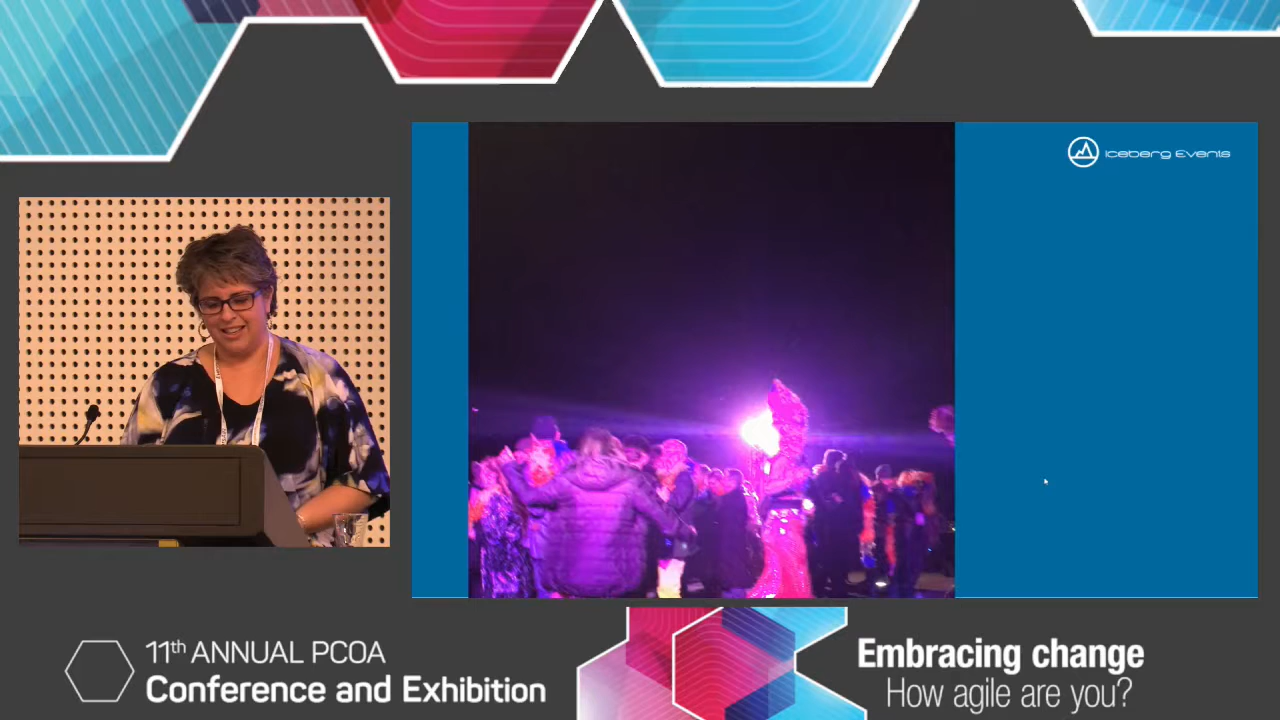 Iceberg Events
11th ANNUAL PCOA
Conference and Exhibition
Embracing change
How agile are you?